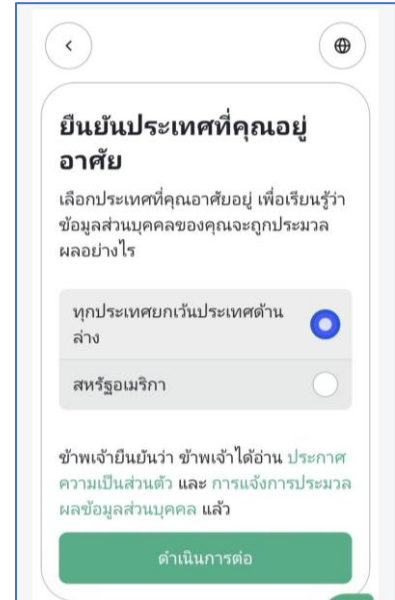 ยืนยันประเทศที่คุณอยู่
อาศัย
เลือกประเทศที่คุณอาศัยอยู่ เพื่อเรียนรู้ว่า
ข้อมูลส่วนบุคคลของคุณจะถูกประมวล
ผลอย่างไร
ทุกประเทศยกเว้นประเทศด้าน
ล่าง
สหรัฐอเมริกา
ข้าพเจ้ายืนยันว่า ข้าพเจ้าได้อ่าน ประกาศ
ความเป็นส่วนตัว และ การแจ้งการประมวล
ผลข้อมูลส่วนบุคคล แล้ว
ดำเนินการต่อ